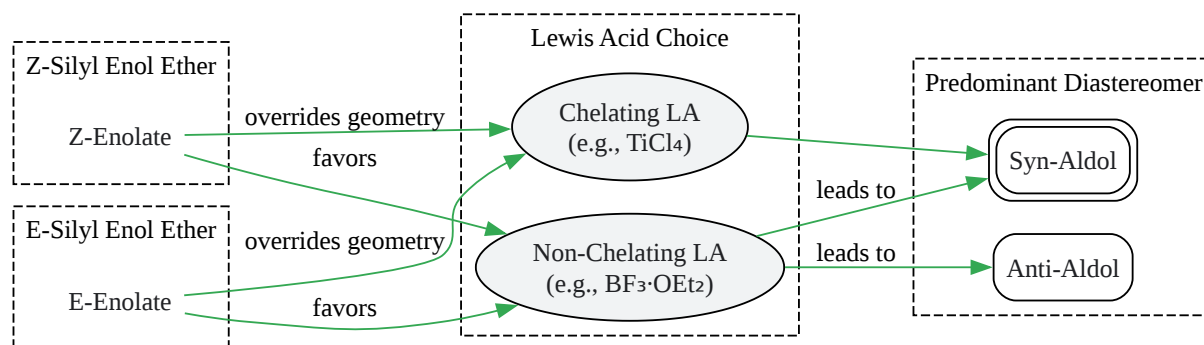 Z-Silyl Enol Ether
Z-Enolate
E-Silyl Enol Ether
E-Enolate
overrides geometry
favors
overrides geometry
favors
Lewis Acid Choice
Chelating LA
(e.g., TiCl₄)
Non-Chelating LA
(e.g., BF₃·OEt₂)
leads to
leads to
Predominant Diastereomer
Syn-Aldol
Anti-Aldol